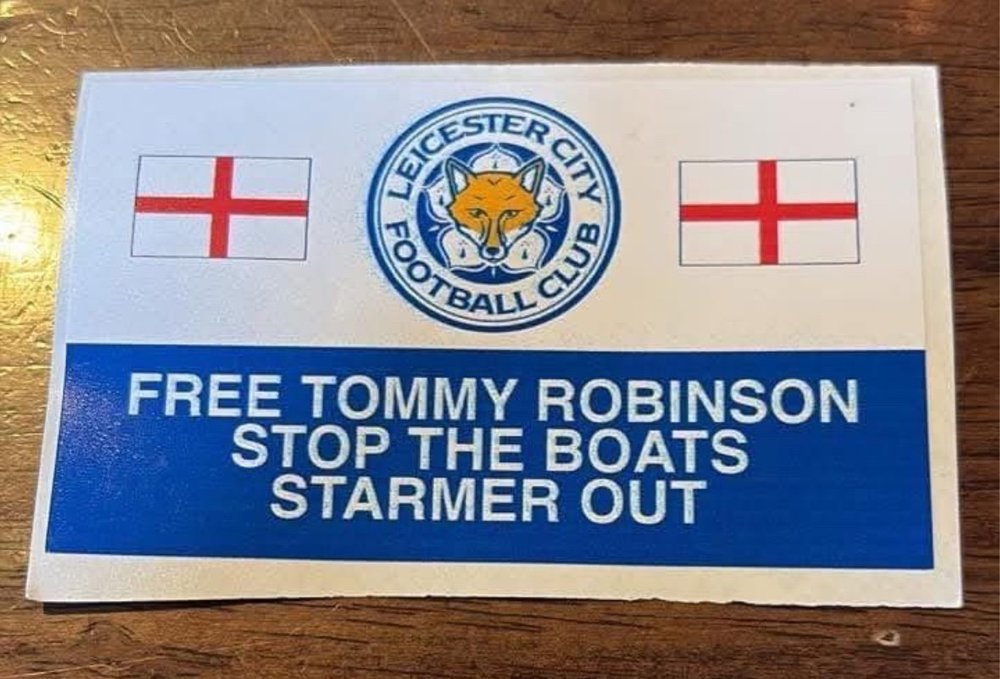 LEICESTER CITY
FOOTBALL CLUB
FREE TOMMY ROBINSON
STOP THE BOATS
STARMER OUT